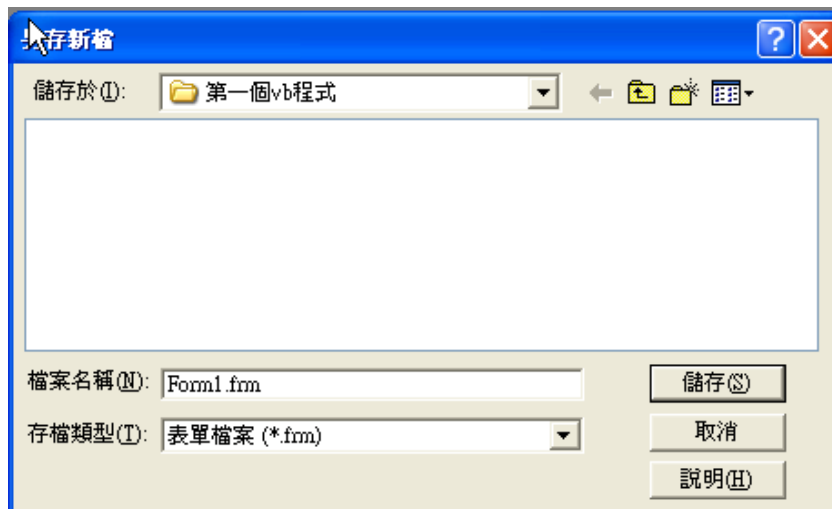 存新檔
儲存於(I): 第一個vb程式
檔案名稱(N): Form1.frm 儲存(S)
存檔類型(T): 表單檔案 (*.frm) 取消
說明(H)